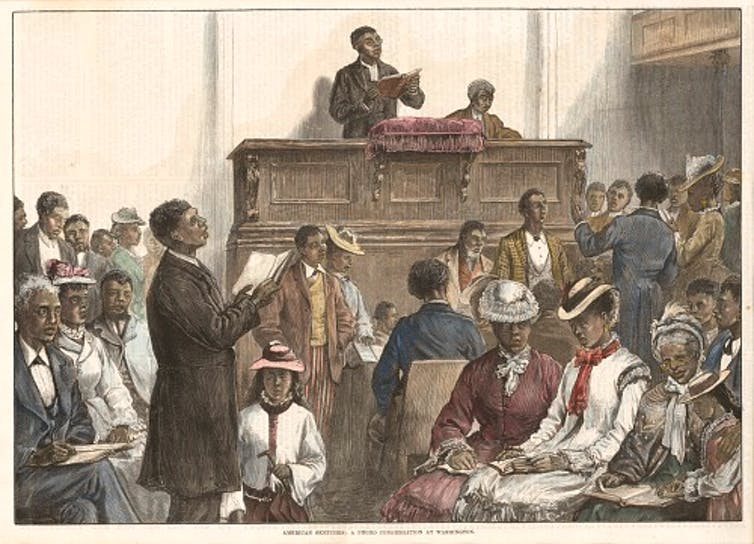 AMERICAN SKETCHES: A NEGRO CONGREGATION AT WASHINGTON.